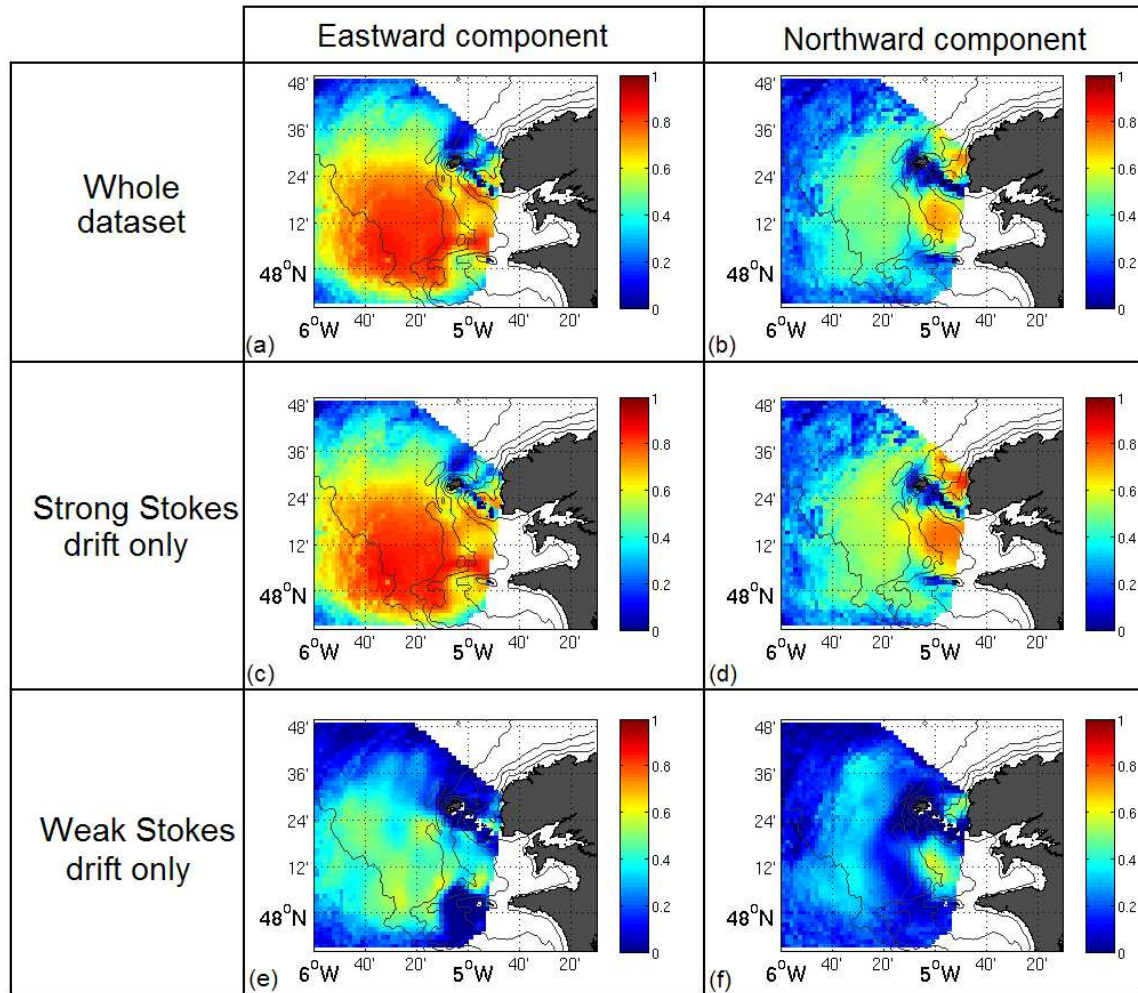 Eastward component
Northward component
Whole
dataset
48'
36'
24'
12'
48°N
6°W 40' 20' 5°W 40' 20'
1
0.8
0.6
0.4
0.2
0
(a)
48'
36'
24'
12'
48°N
6°W 40' 20' 5°W 40' 20'
1
0.8
0.6
0.4
0.2
0
(b)
Strong Stokes
drift only
48'
36'
24'
12'
48°N
6°W 40' 20' 5°W 40' 20'
1
0.8
0.6
0.4
0.2
0
(c)
48'
36'
24'
12'
48°N
6°W 40' 20' 5°W 40' 20'
1
0.8
0.6
0.4
0.2
0
(d)
Weak Stokes
drift only
48'
36'
24'
12'
48°N
6°W 40' 20' 5°W 40' 20'
1
0.8
0.6
0.4
0.2
0
(e)
48'
36'
24'
12'
48°N
6°W 40' 20' 5°W 40' 20'
1
0.8
0.6
0.4
0.2
0
(f)